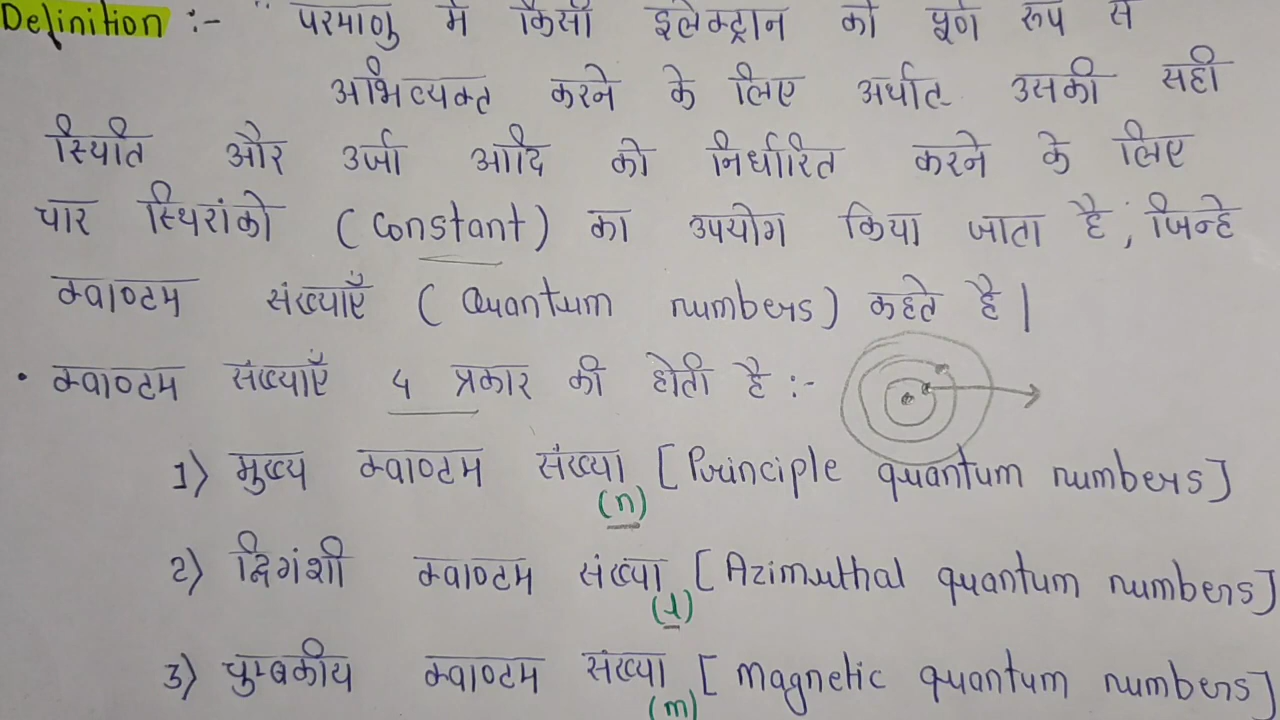 Definition :- " परमाणु में किसी इलेक्ट्रान को पूर्ण रूप से
अभिव्यक्त करने के लिए अर्थात उसकी सही
स्थिति और उर्जा आदि को निर्धारित करने के लिए
चार स्थिरांको (Constant) का उपयोग किया जाता है, जिन्हे
क्वाण्टम संख्याएँ (Quantum numbers) कहते है।
• क्वाण्टम संख्याएँ 4 प्रकार की होती है :-
1) मुख्य क्वाण्टम संख्या [Principle quantum numbers]
(n)
2) द्विगंशी क्वाण्टम संख्या [Azimuthal quantum numbers]
(l)
3) चुम्बकीय क्वाण्टम संख्या [Magnetic quantum numbers]
(m)